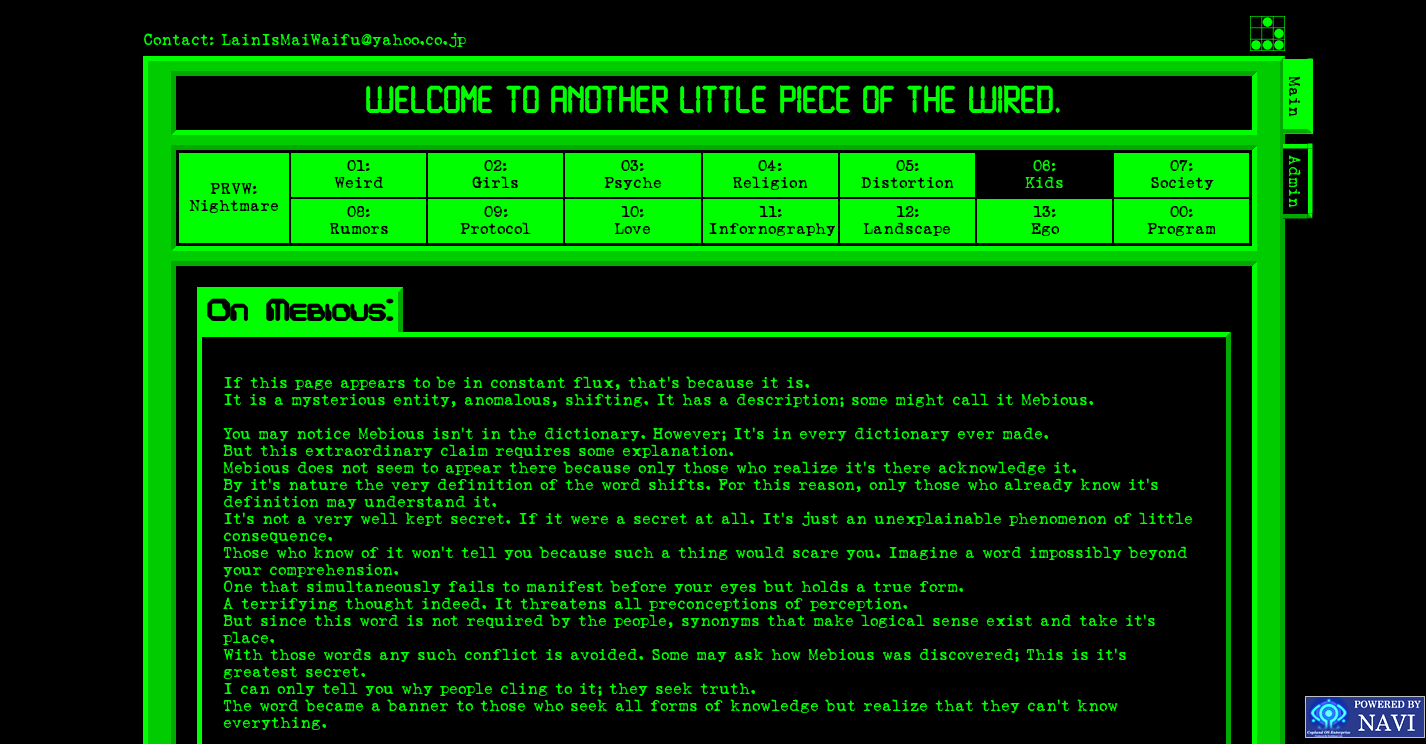 Contact: LainIsMaiWaifu@yahoo.co.jp
Main
Admin
WELCOME TO ANOTHER LITTLE PIECE OF THE WIRED.
PRVW:
Nightmare
01:
Weird
02:
Girls
03:
Psyche
04:
Religion
05:
Distortion
06:
Kids
07:
Society
08:
Rumors
09:
Protocol
10:
Love
11:
Infornography
12:
Landscape
13:
Ego
00:
Program
On Mebious:
If this page appears to be in constant flux, that's because it is.
It is a mysterious entity, anomalous, shifting. It has a description; some might call it Mebious.
You may notice Mebious isn't in the dictionary. However; It's in every dictionary ever made.
But this extraordinary claim requires some explanation.
Mebious does not seem to appear there because only those who realize it's there acknowledge it.
By it's nature the very definition of the word shifts. For this reason, only those who already know it's
definition may understand it.
It's not a very well kept secret. If it were a secret at all. It's just an unexplainable phenomenon of little
consequence.
Those who know of it won't tell you because such a thing would scare you. Imagine a word impossibly beyond
your comprehension.
One that simultaneously fails to manifest before your eyes but holds a true form.
A terrifying thought indeed. It threatens all preconceptions of perception.
But since this word is not required by the people, synonyms that make logical sense exist and take it's
place.
With those words any such conflict is avoided. Some may ask how Mebious was discovered; This is it's
greatest secret.
I can only tell you why people cling to it; they seek truth.
The word became a banner to those who seek all forms of knowledge but realize that they can't know
everything.
POWERED BY
NAVI
Copland OS Enterprise